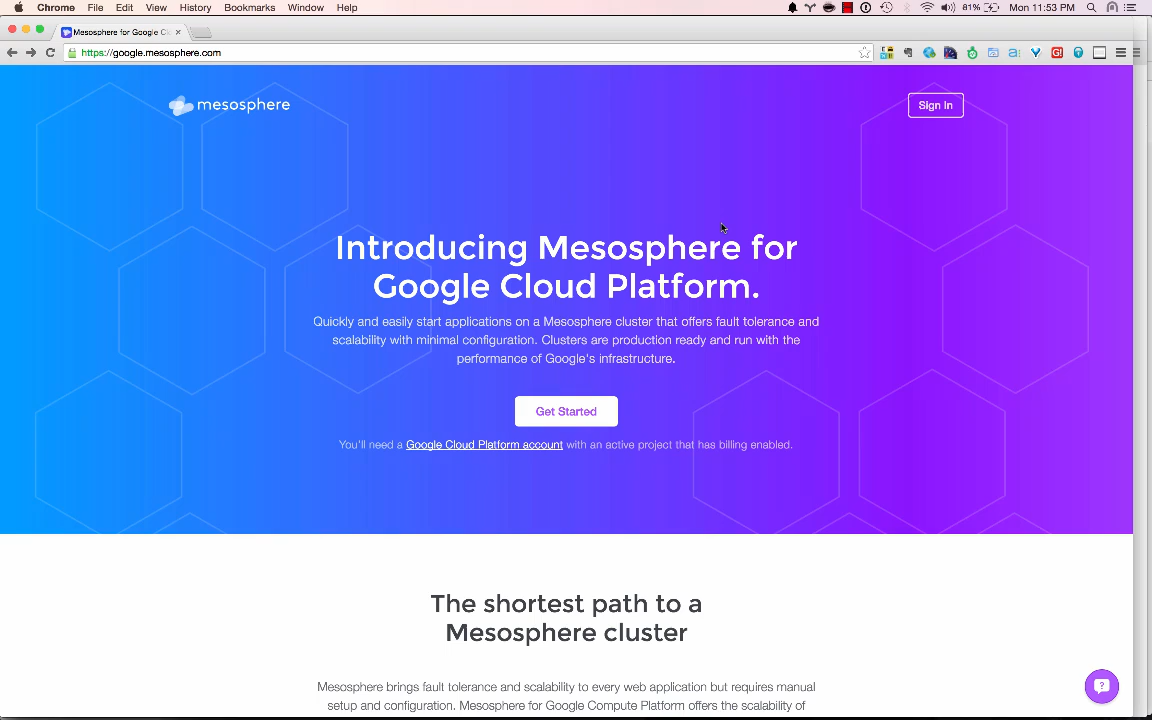 Chrome File Edit View History Bookmarks Window Help
81% Mon 11:53 PM
Mesosphere for Google Cl
https://google.mesosphere.com
mesosphere
Sign In
Introducing Mesosphere for
Google Cloud Platform.
Quickly and easily start applications on a Mesosphere cluster that offers fault tolerance and
scalability with minimal configuration. Clusters are production ready and run with the
performance of Google's infrastructure.
Get Started
You'll need a Google Cloud Platform account with an active project that has billing enabled.
The shortest path to a
Mesosphere cluster
Mesosphere brings fault tolerance and scalability to every web application but requires manual
setup and configuration. Mesosphere for Google Compute Platform offers the scalability of